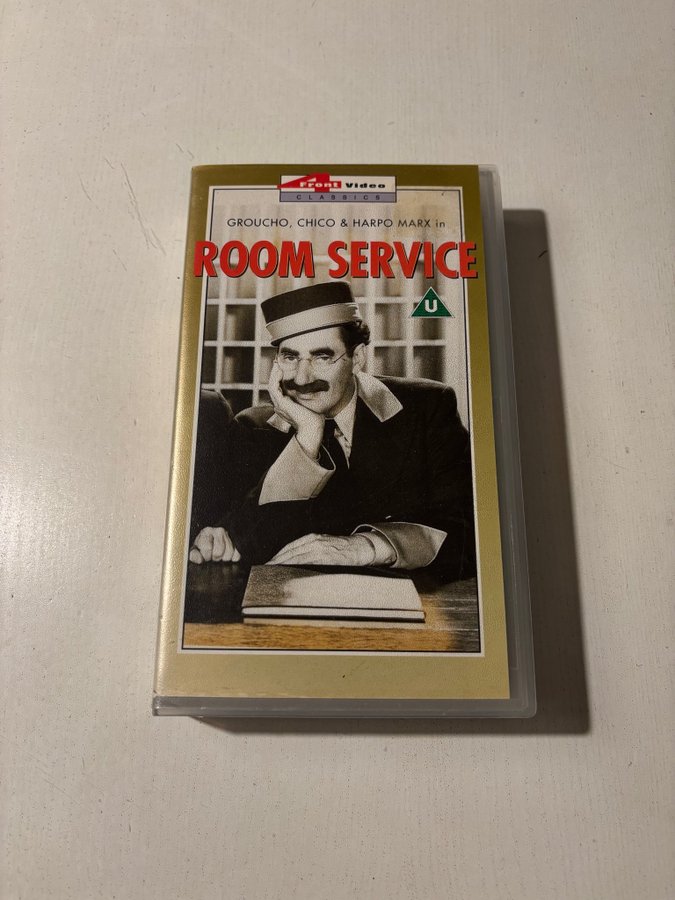 4 Front Video
CLASSICS
GROUCHO, CHICO & HARPO MARX in
ROOM SERVICE
U